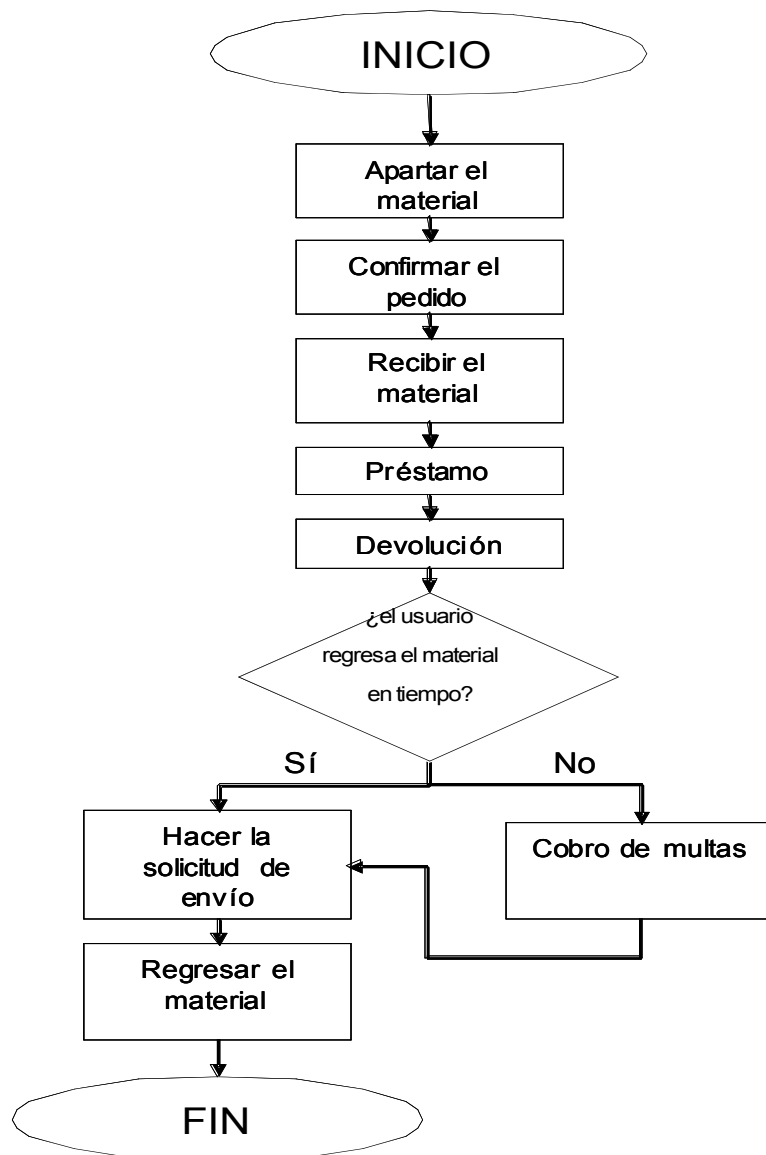 INICIO
Apartar el
material
Confirmar el
pedido
Recibir el
material
Préstamo
Devolución
¿el usuario
regresa el material
en tiempo?
Sí
No
Hacer la
solicitud de
envío
Cobro de multas
Regresar el
material
FIN